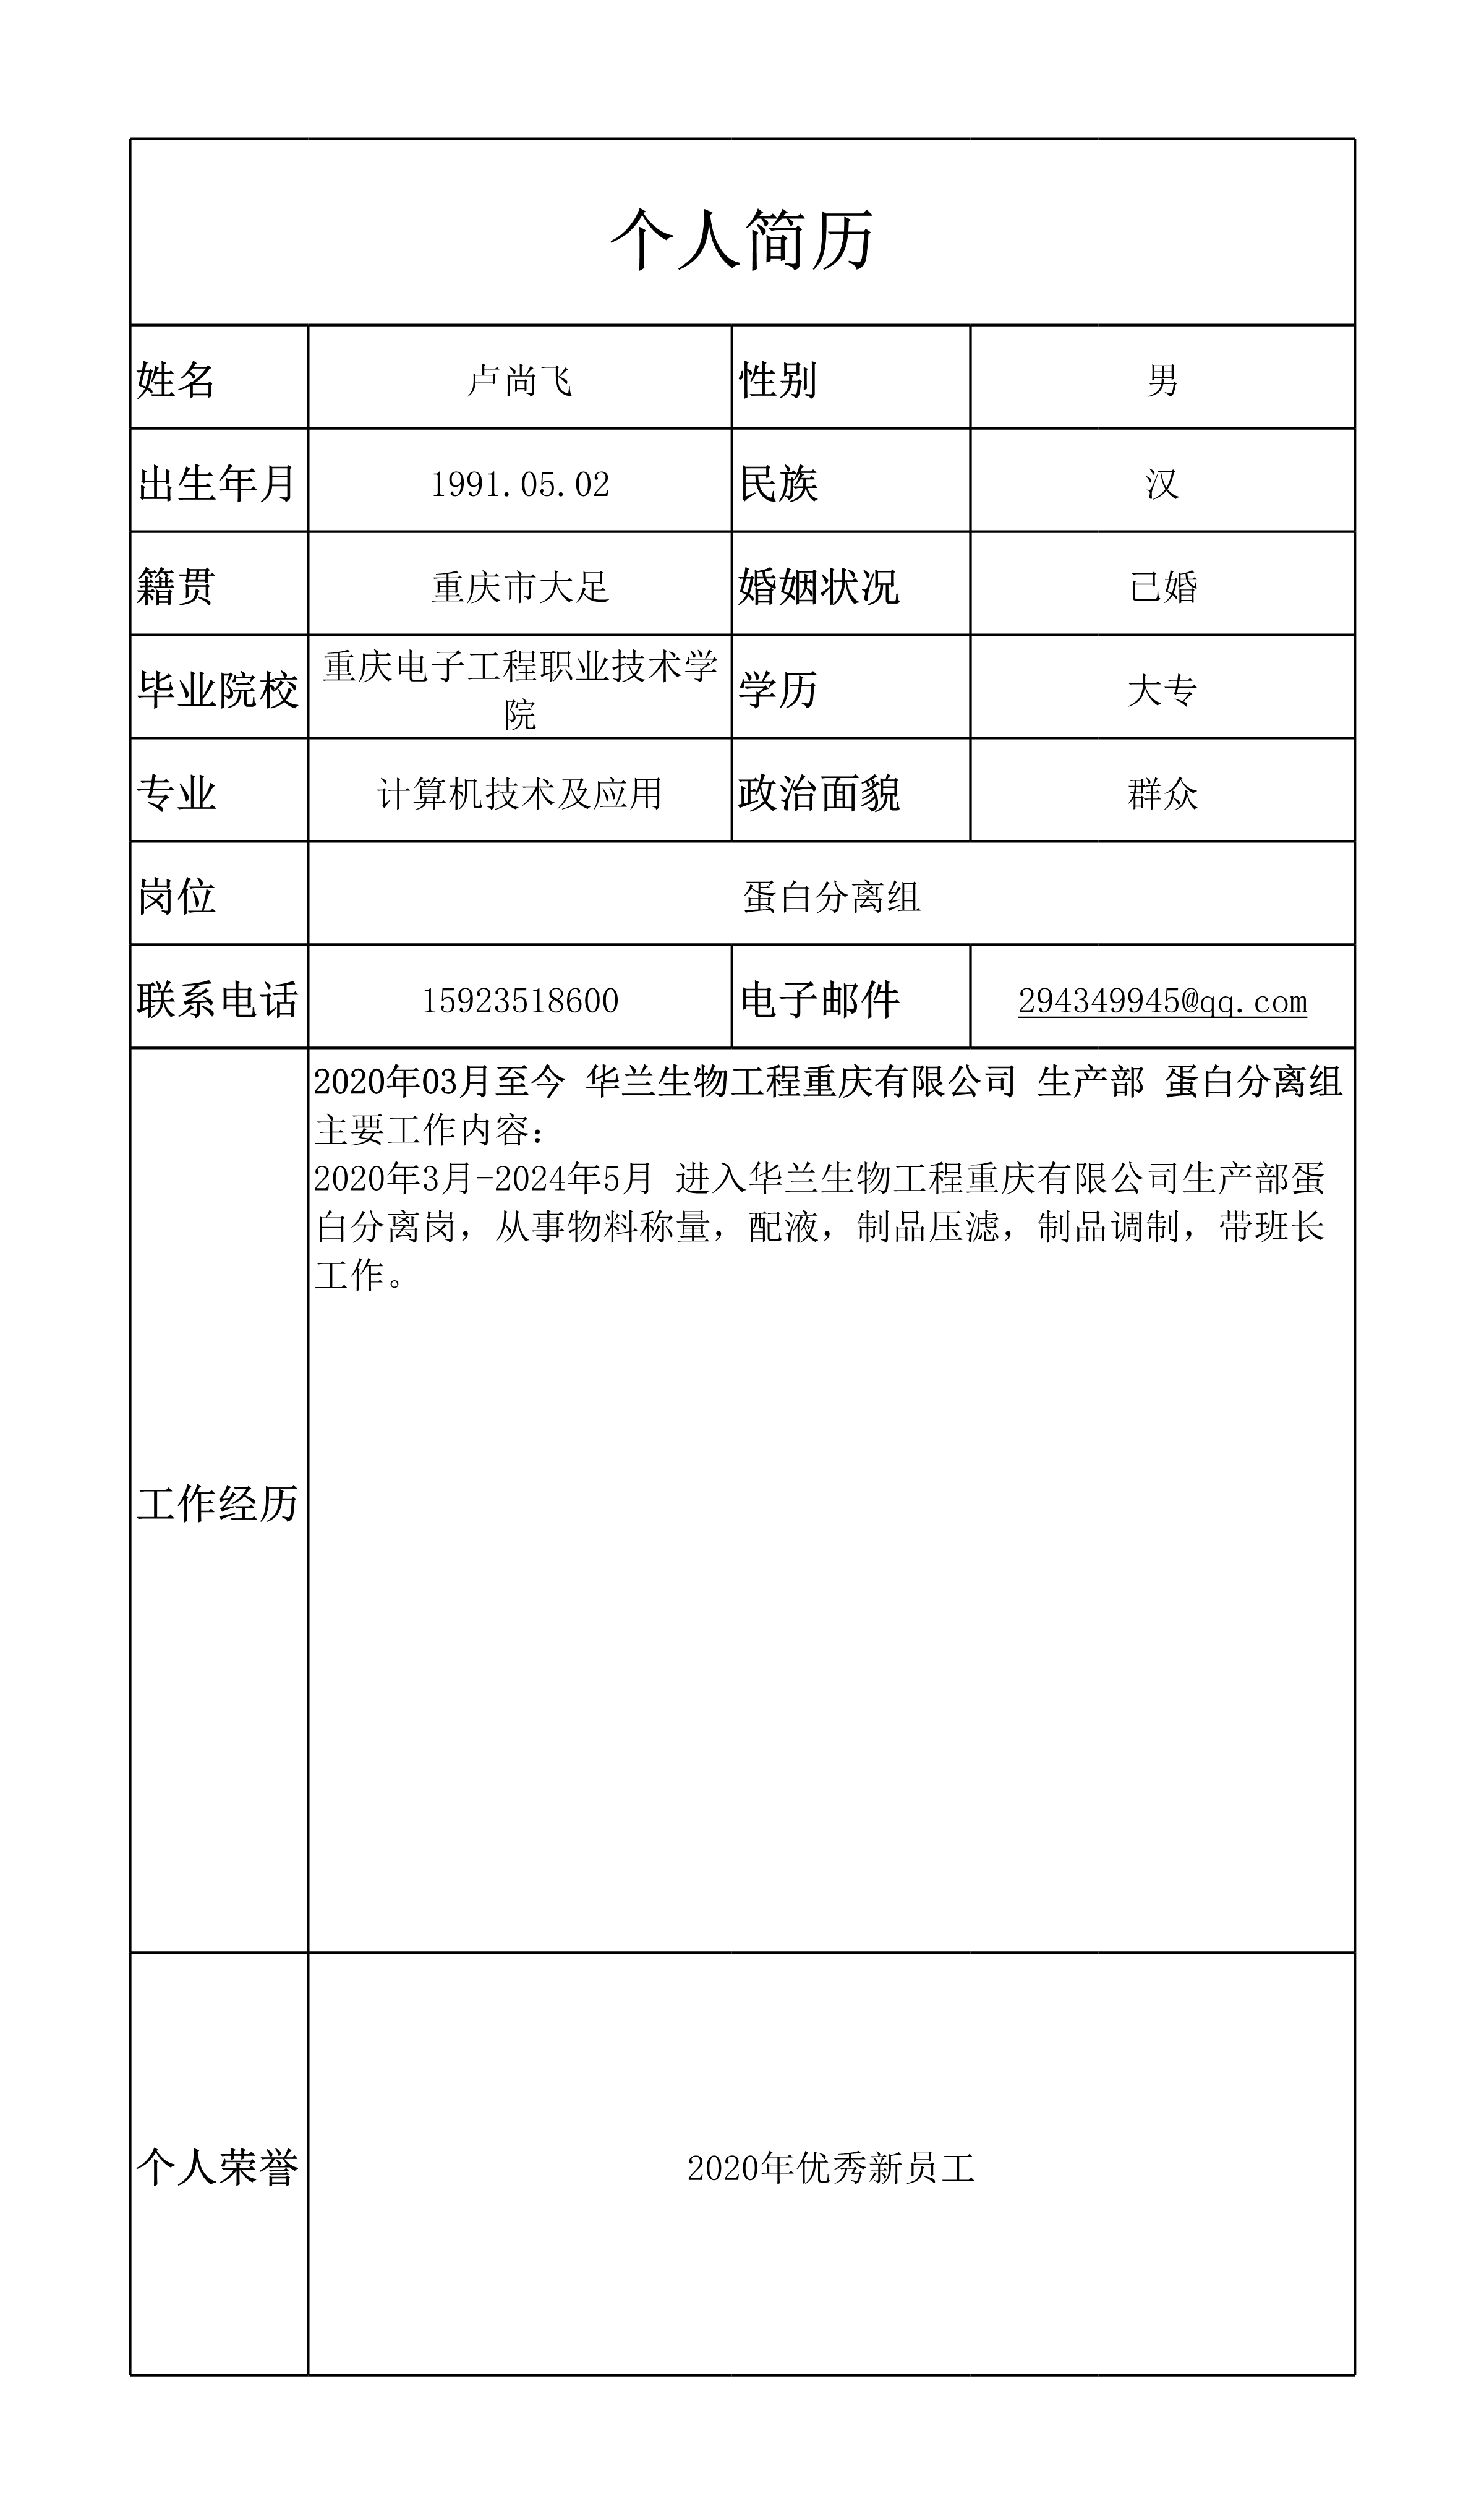 个人简历
姓名 卢尚飞 性别 男
出生年月 1991.05.02 民族 汉
籍贯 重庆市大足 婚姻状况 已婚
毕业院校 重庆电子工程职业技术学 学历 大专
院
专业 计算机技术及应用 政治面貌 群众
岗位 蛋白分离组
联系电话 15923518600 电子邮件 294349945@qq.com
工作经历
2020年03月至今 华兰生物工程重庆有限公司 生产部 蛋白分离组
主要工作内容：
2020年3月-2024年5月 进入华兰生物工程重庆有限公司生产部蛋
白分离岗，从事物料称量，配液，制品压滤，制品调制，带班长
工作。
个人荣誉 2020年优秀新员工